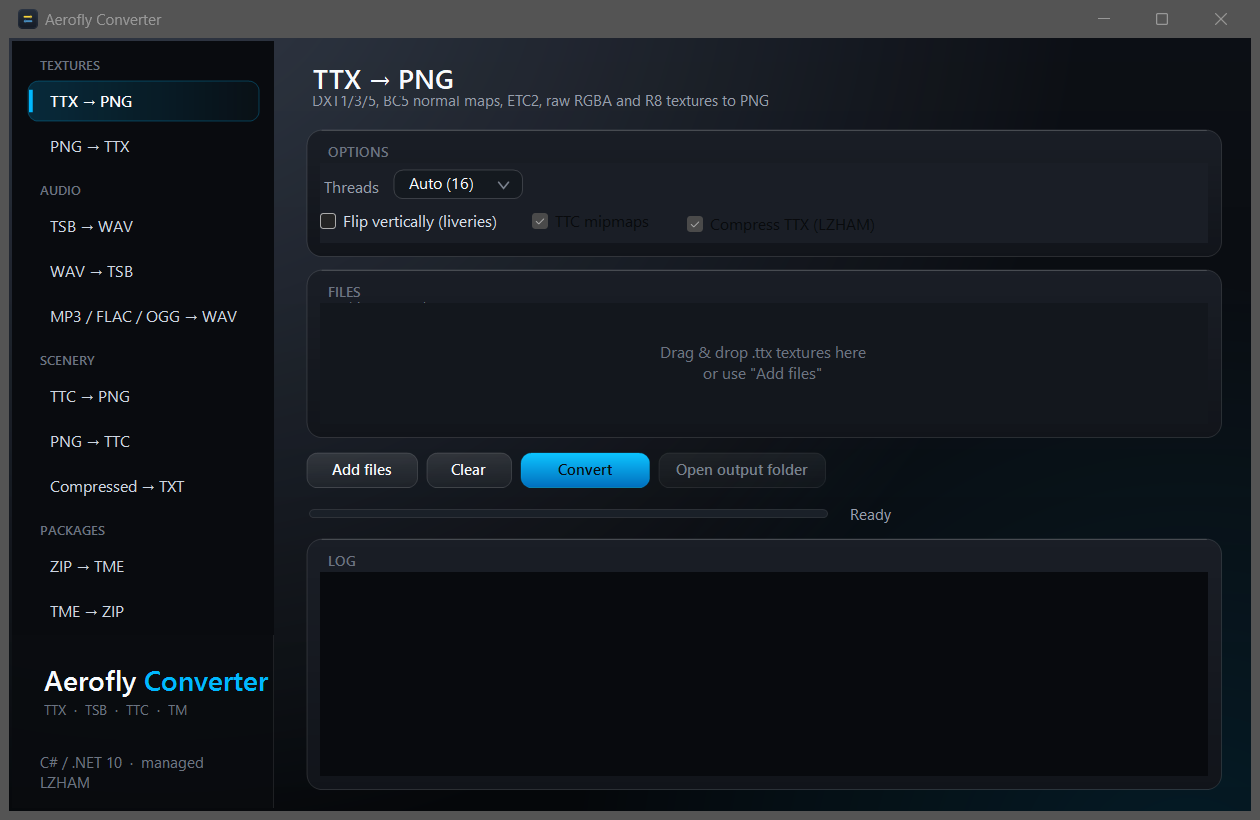 Aerofly Converter
TEXTURES
TTX → PNG
PNG → TTX
AUDIO
TSB → WAV
WAV → TSB
MP3 / FLAC / OGG → WAV
SCENERY
TTC → PNG
PNG → TTC
Compressed → TXT
PACKAGES
ZIP → TME
TME → ZIP
Aerofly Converter
TTX · TSB · TTC · TM
C# / .NET 10 · managed
LZHAM
TTX → PNG
DXT1/3/5, BC5 normal maps, ETC2, raw RGBA and R8 textures to PNG
OPTIONS
Threads Auto (16)
Flip vertically (liveries) TTC mipmaps Compress TTX (LZHAM)
FILES
Drag & drop .ttx textures here
or use "Add files"
Add files Clear Convert Open output folder
Ready
LOG